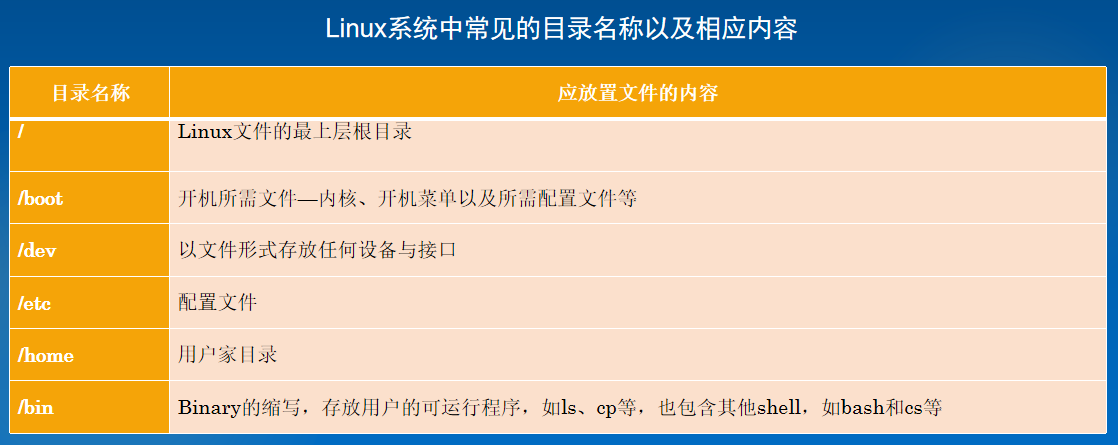 Linux系统中常见的目录名称以及相应内容
目录名称 应放置文件的内容
/ Linux文件的最上层根目录
/boot 开机所需文件—内核、开机菜单以及所需配置文件等
/dev 以文件形式存放任何设备与接口
/etc 配置文件
/home 用户家目录
/bin Binary的缩写，存放用户的可运行程序，如ls、cp等，也包含其他shell，如bash和cs等